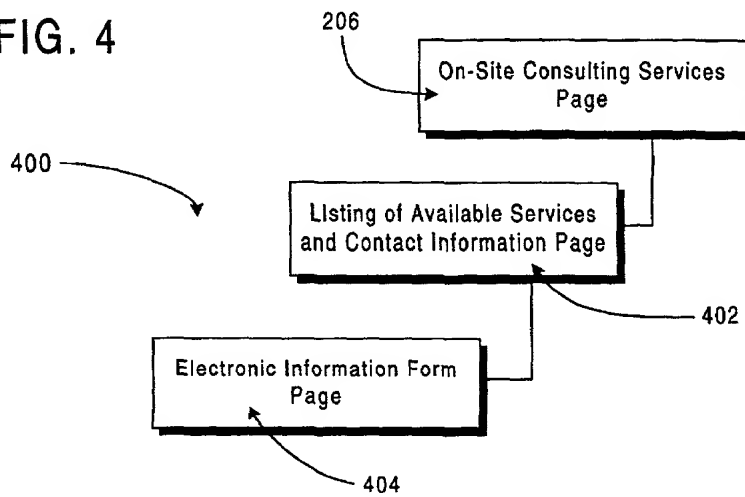 FIG. 4
206
On-Site Consulting Services
Page
400
Listing of Available Services
and Contact Information Page
402
Electronic Information Form
Page
404